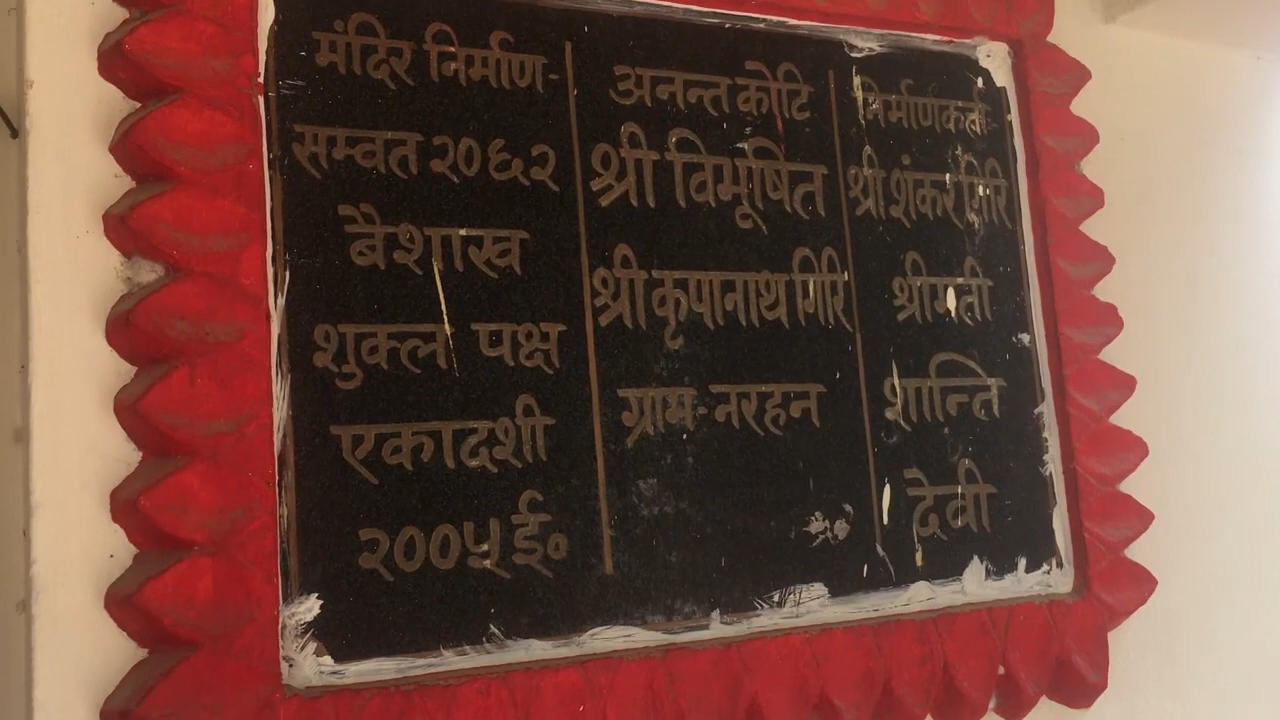 मंदिर निर्माण-
सम्वत २०६२
बैशाख
शुक्ल पक्ष
एकादशी
२००५ ई०
अनन्त कोटि
श्री विभूषित
श्री कृपानाथ गिरि
ग्राम-नरहन
निर्माणकर्ता-
श्री शंकर गिरि
श्रीमती
शान्ति
देवी